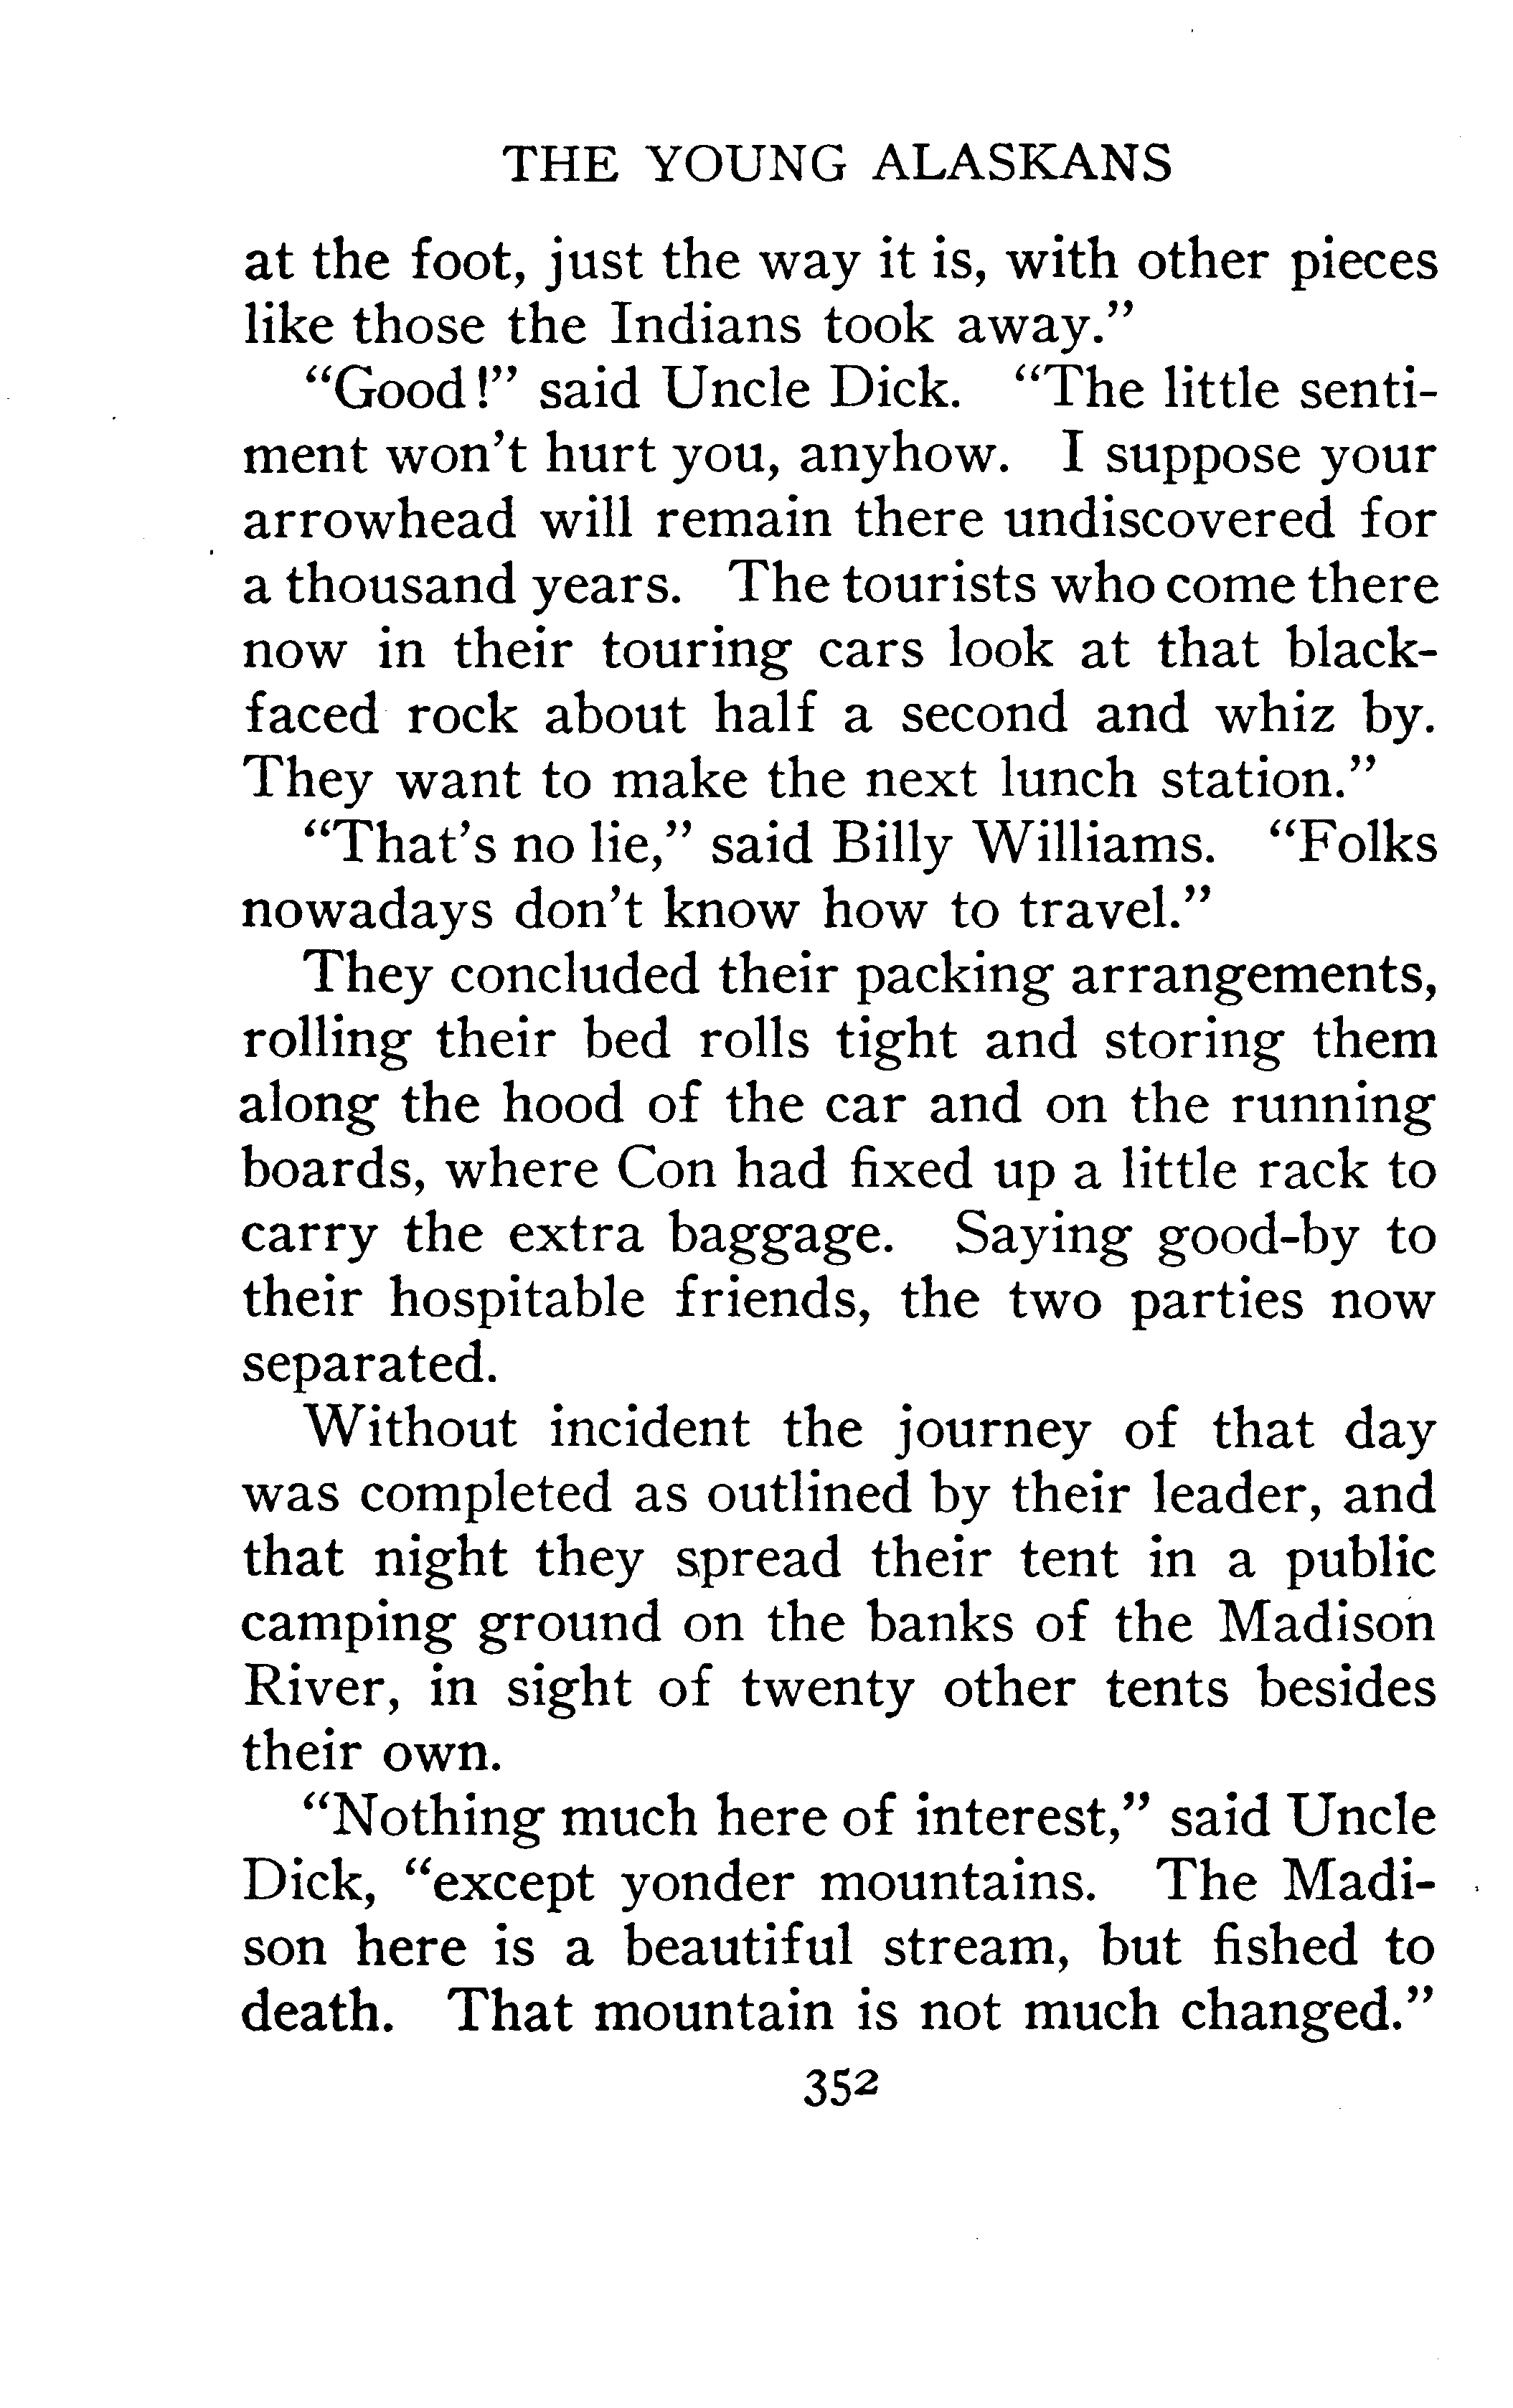 THE YOUNG ALASKANS
at the foot, just the way it is, with other pieces
like those the Indians took away."
"Good!" said Uncle Dick. "The little senti-
ment won't hurt you, anyhow. I suppose your
arrowhead will remain there undiscovered for
a thousand years. The tourists who come there
now in their touring cars look at that black-
faced rock about half a second and whiz by.
They want to make the next lunch station."
"That's no lie," said Billy Williams. "Folks
nowadays don't know how to travel."
They concluded their packing arrangements,
rolling their bed rolls tight and storing them
along the hood of the car and on the running
boards, where Con had fixed up a little rack to
carry the extra baggage. Saying good-by to
their hospitable friends, the two parties now
separated.
Without incident the journey of that day
was completed as outlined by their leader, and
that night they spread their tent in a public
camping ground on the banks of the Madison
River, in sight of twenty other tents besides
their own.
"Nothing much here of interest," said Uncle
Dick, "except yonder mountains. The Madi-
son here is a beautiful stream, but fished to
death. That mountain is not much changed."
352